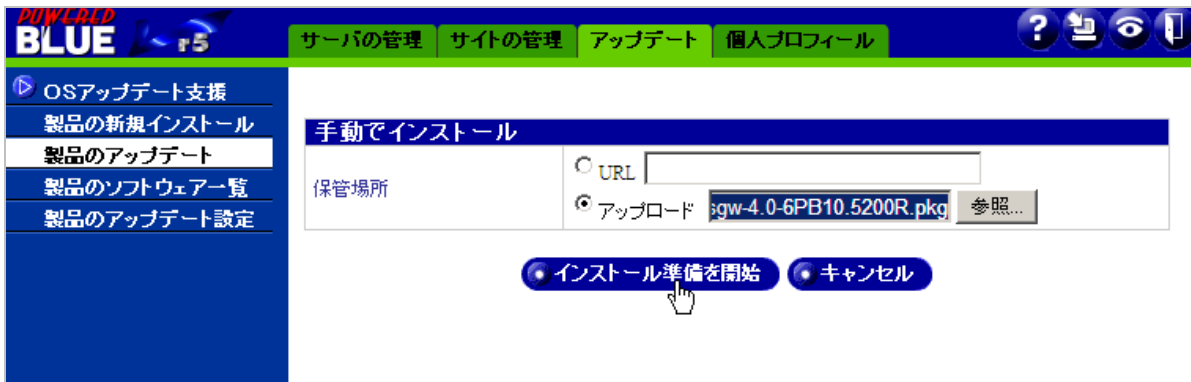 POWERED
BLUE r5
サーバの管理 サイトの管理 アップデート 個人プロフィール
?
OSアップデート支援
製品の新規インストール
製品のアップデート
製品のソフトウェア一覧
製品のアップデート設定
手動でインストール
保管場所
URL
アップロード sgw-4.0-6PB10.5200R.pkg 参照...
インストール準備を開始 キャンセル